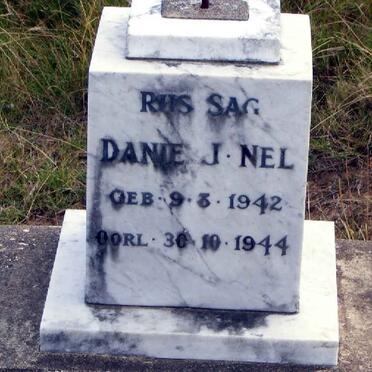 RUS SAG
DANIE J. NEL
GEB. 9. 3. 1942
OORL. 30. 10. 1944